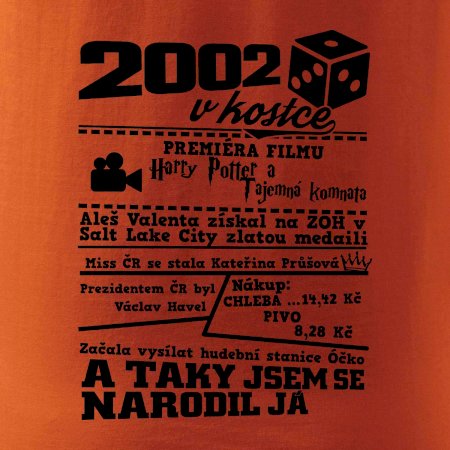 2002
v kostce
PREMIÉRA FILMU
Harry Potter a
Tajemná komnata
Aleš Valenta získal na ZOH v
Salt Lake City zlatou medaili
Miss ČR se stala Kateřina Průšová
Prezidentem ČR byl
Václav Havel
Nákup:
CHLEBA ...14,42 Kč
PIVO
8,28 Kč
Začala vysílat hudební stanice Óčko
A TAKY JSEM SE
NARODIL JÁ